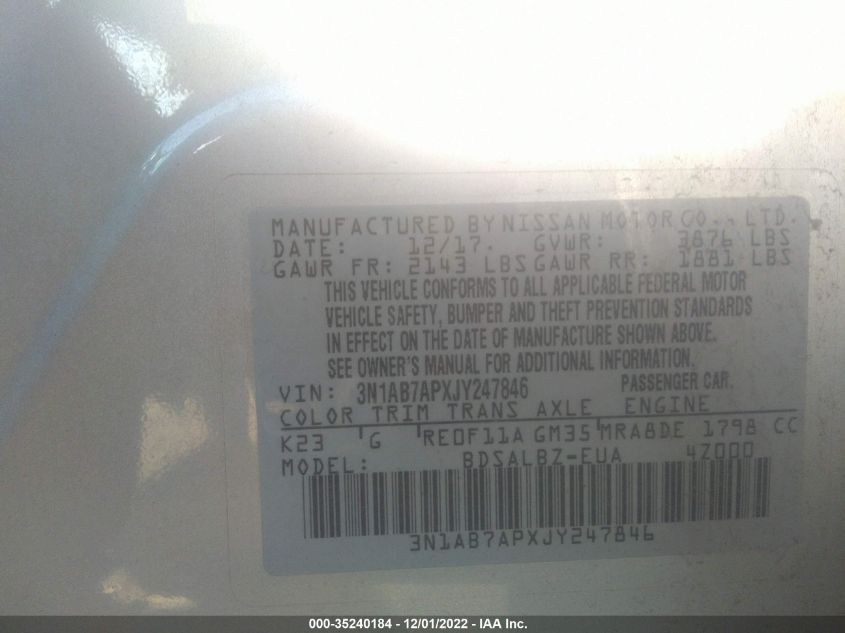 MANUFACTURED BY NISSAN MOTOR CO., LTD.
DATE: 12/17. GVWR: 3876 LBS
GAWR FR: 2143 LBS GAWR RR: 1881 LBS
THIS VEHICLE CONFORMS TO ALL APPLICABLE FEDERAL MOTOR
VEHICLE SAFETY, BUMPER AND THEFT PREVENTION STANDARDS
IN EFFECT ON THE DATE OF MANUFACTURE SHOWN ABOVE.
SEE OWNER'S MANUAL FOR ADDITIONAL INFORMATION.
VIN: 3N1AB7APXJY247846 PASSENGER CAR.
COLOR TRIM TRANS AXLE ENGINE
K23 G RE0F11A GM35 MRA8DE 1798 CC
MODEL: BDSALBZ-EUA 4Z000
3N1AB7APXJY247846
000-35240184 - 12/01/2022 - IAA Inc.